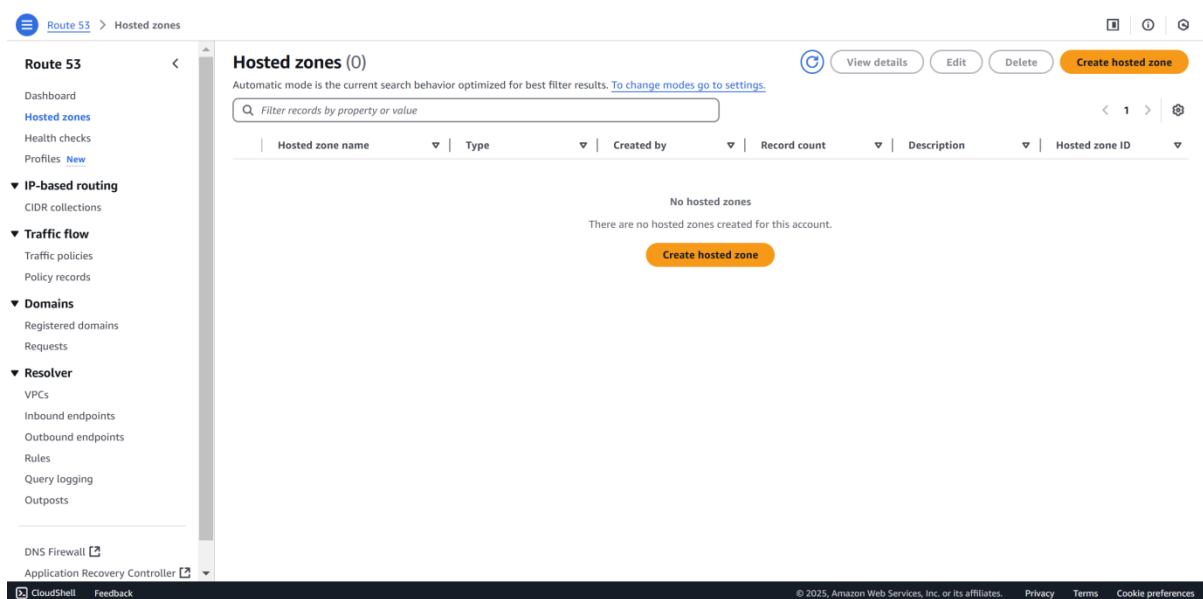 Route 53 > Hosted zones
Route 53
Dashboard
Hosted zones
Health checks
Profiles New
IP-based routing
CIDR collections
Traffic flow
Traffic policies
Policy records
Domains
Registered domains
Requests
Resolver
VPCs
Inbound endpoints
Outbound endpoints
Rules
Query logging
Outposts
DNS Firewall
Application Recovery Controller
Hosted zones (0)
View details
Edit
Delete
Create hosted zone
Automatic mode is the current search behavior optimized for best filter results. To change modes go to settings.
Filter records by property or value
1
Hosted zone name Type Created by Record count Description Hosted zone ID
No hosted zones
There are no hosted zones created for this account.
Create hosted zone
CloudShell Feedback © 2025, Amazon Web Services, Inc. or its affiliates. Privacy Terms Cookie preferences